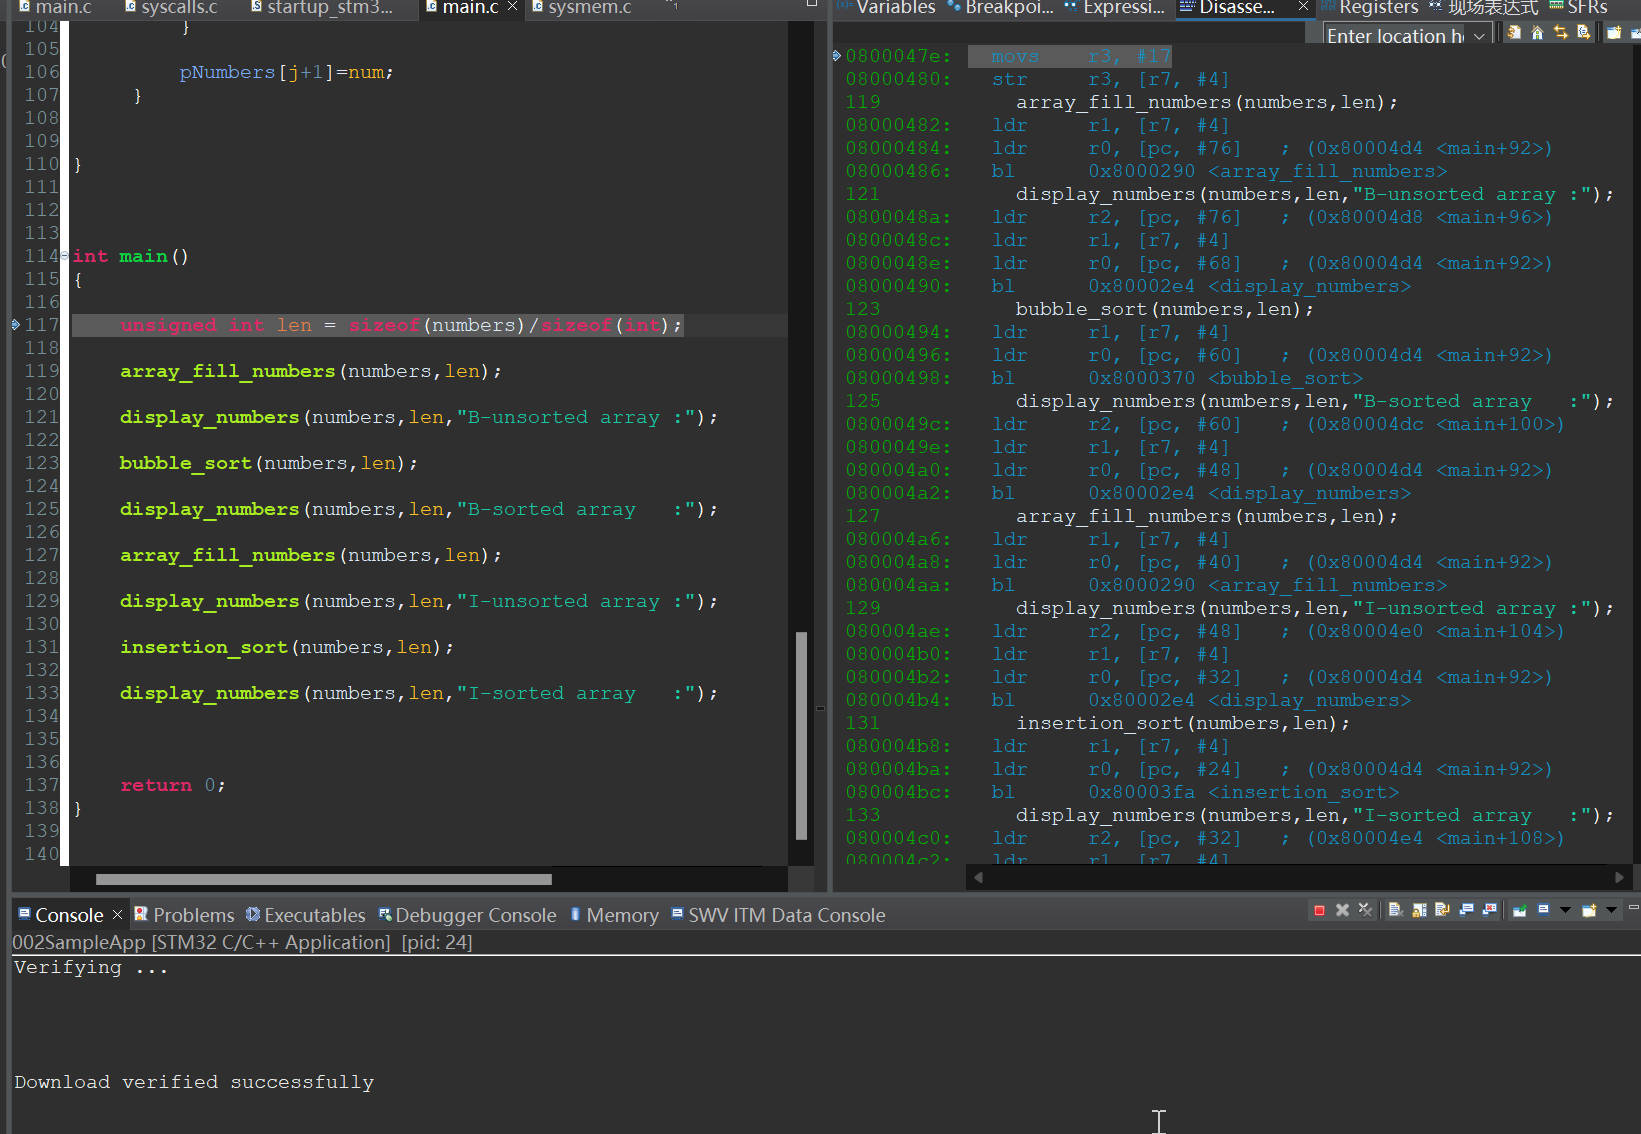 main.c syscalls.c startup_stm3... main.c sysmem.c
104 }
105
106 pNumbers[j+1]=num;
107 }
108
109
110 }
111
112
113
114 int main()
115 {
116
117 unsigned int len = sizeof(numbers)/sizeof(int);
118
119 array_fill_numbers(numbers,len);
120
121 display_numbers(numbers,len,"B-unsorted array :");
122
123 bubble_sort(numbers,len);
124
125 display_numbers(numbers,len,"B-sorted array   :");
126
127 array_fill_numbers(numbers,len);
128
129 display_numbers(numbers,len,"I-unsorted array :");
130
131 insertion_sort(numbers,len);
132
133 display_numbers(numbers,len,"I-sorted array   :");
134
135
136
137 return 0;
138 }
139
140
Variables Breakpoi... Expressi... Disasse... Registers 现场表达式 SFRs
Enter location he
0800047e: movs r3, #17
08000480: str r3, [r7, #4]
119 array_fill_numbers(numbers,len);
08000482: ldr r1, [r7, #4]
08000484: ldr r0, [pc, #76] ; (0x80004d4 <main+92>)
08000486: bl 0x8000290 <array_fill_numbers>
121 display_numbers(numbers,len,"B-unsorted array :");
0800048a: ldr r2, [pc, #76] ; (0x80004d8 <main+96>)
0800048c: ldr r1, [r7, #4]
0800048e: ldr r0, [pc, #68] ; (0x80004d4 <main+92>)
08000490: bl 0x80002e4 <display_numbers>
123 bubble_sort(numbers,len);
08000494: ldr r1, [r7, #4]
08000496: ldr r0, [pc, #60] ; (0x80004d4 <main+92>)
08000498: bl 0x8000370 <bubble_sort>
125 display_numbers(numbers,len,"B-sorted array   :");
0800049c: ldr r2, [pc, #60] ; (0x80004dc <main+100>)
0800049e: ldr r1, [r7, #4]
080004a0: ldr r0, [pc, #48] ; (0x80004d4 <main+92>)
080004a2: bl 0x80002e4 <display_numbers>
127 array_fill_numbers(numbers,len);
080004a6: ldr r1, [r7, #4]
080004a8: ldr r0, [pc, #40] ; (0x80004d4 <main+92>)
080004aa: bl 0x8000290 <array_fill_numbers>
129 display_numbers(numbers,len,"I-unsorted array :");
080004ae: ldr r2, [pc, #48] ; (0x80004e0 <main+104>)
080004b0: ldr r1, [r7, #4]
080004b2: ldr r0, [pc, #32] ; (0x80004d4 <main+92>)
080004b4: bl 0x80002e4 <display_numbers>
131 insertion_sort(numbers,len);
080004b8: ldr r1, [r7, #4]
080004ba: ldr r0, [pc, #24] ; (0x80004d4 <main+92>)
080004bc: bl 0x80003fa <insertion_sort>
133 display_numbers(numbers,len,"I-sorted array   :");
080004c0: ldr r2, [pc, #32] ; (0x80004e4 <main+108>)
080004c2: ldr r1, [r7, #4]
Console Problems Executables Debugger Console Memory SWV ITM Data Console
002SampleApp [STM32 C/C++ Application] [pid: 24]
Verifying ...
Download verified successfully